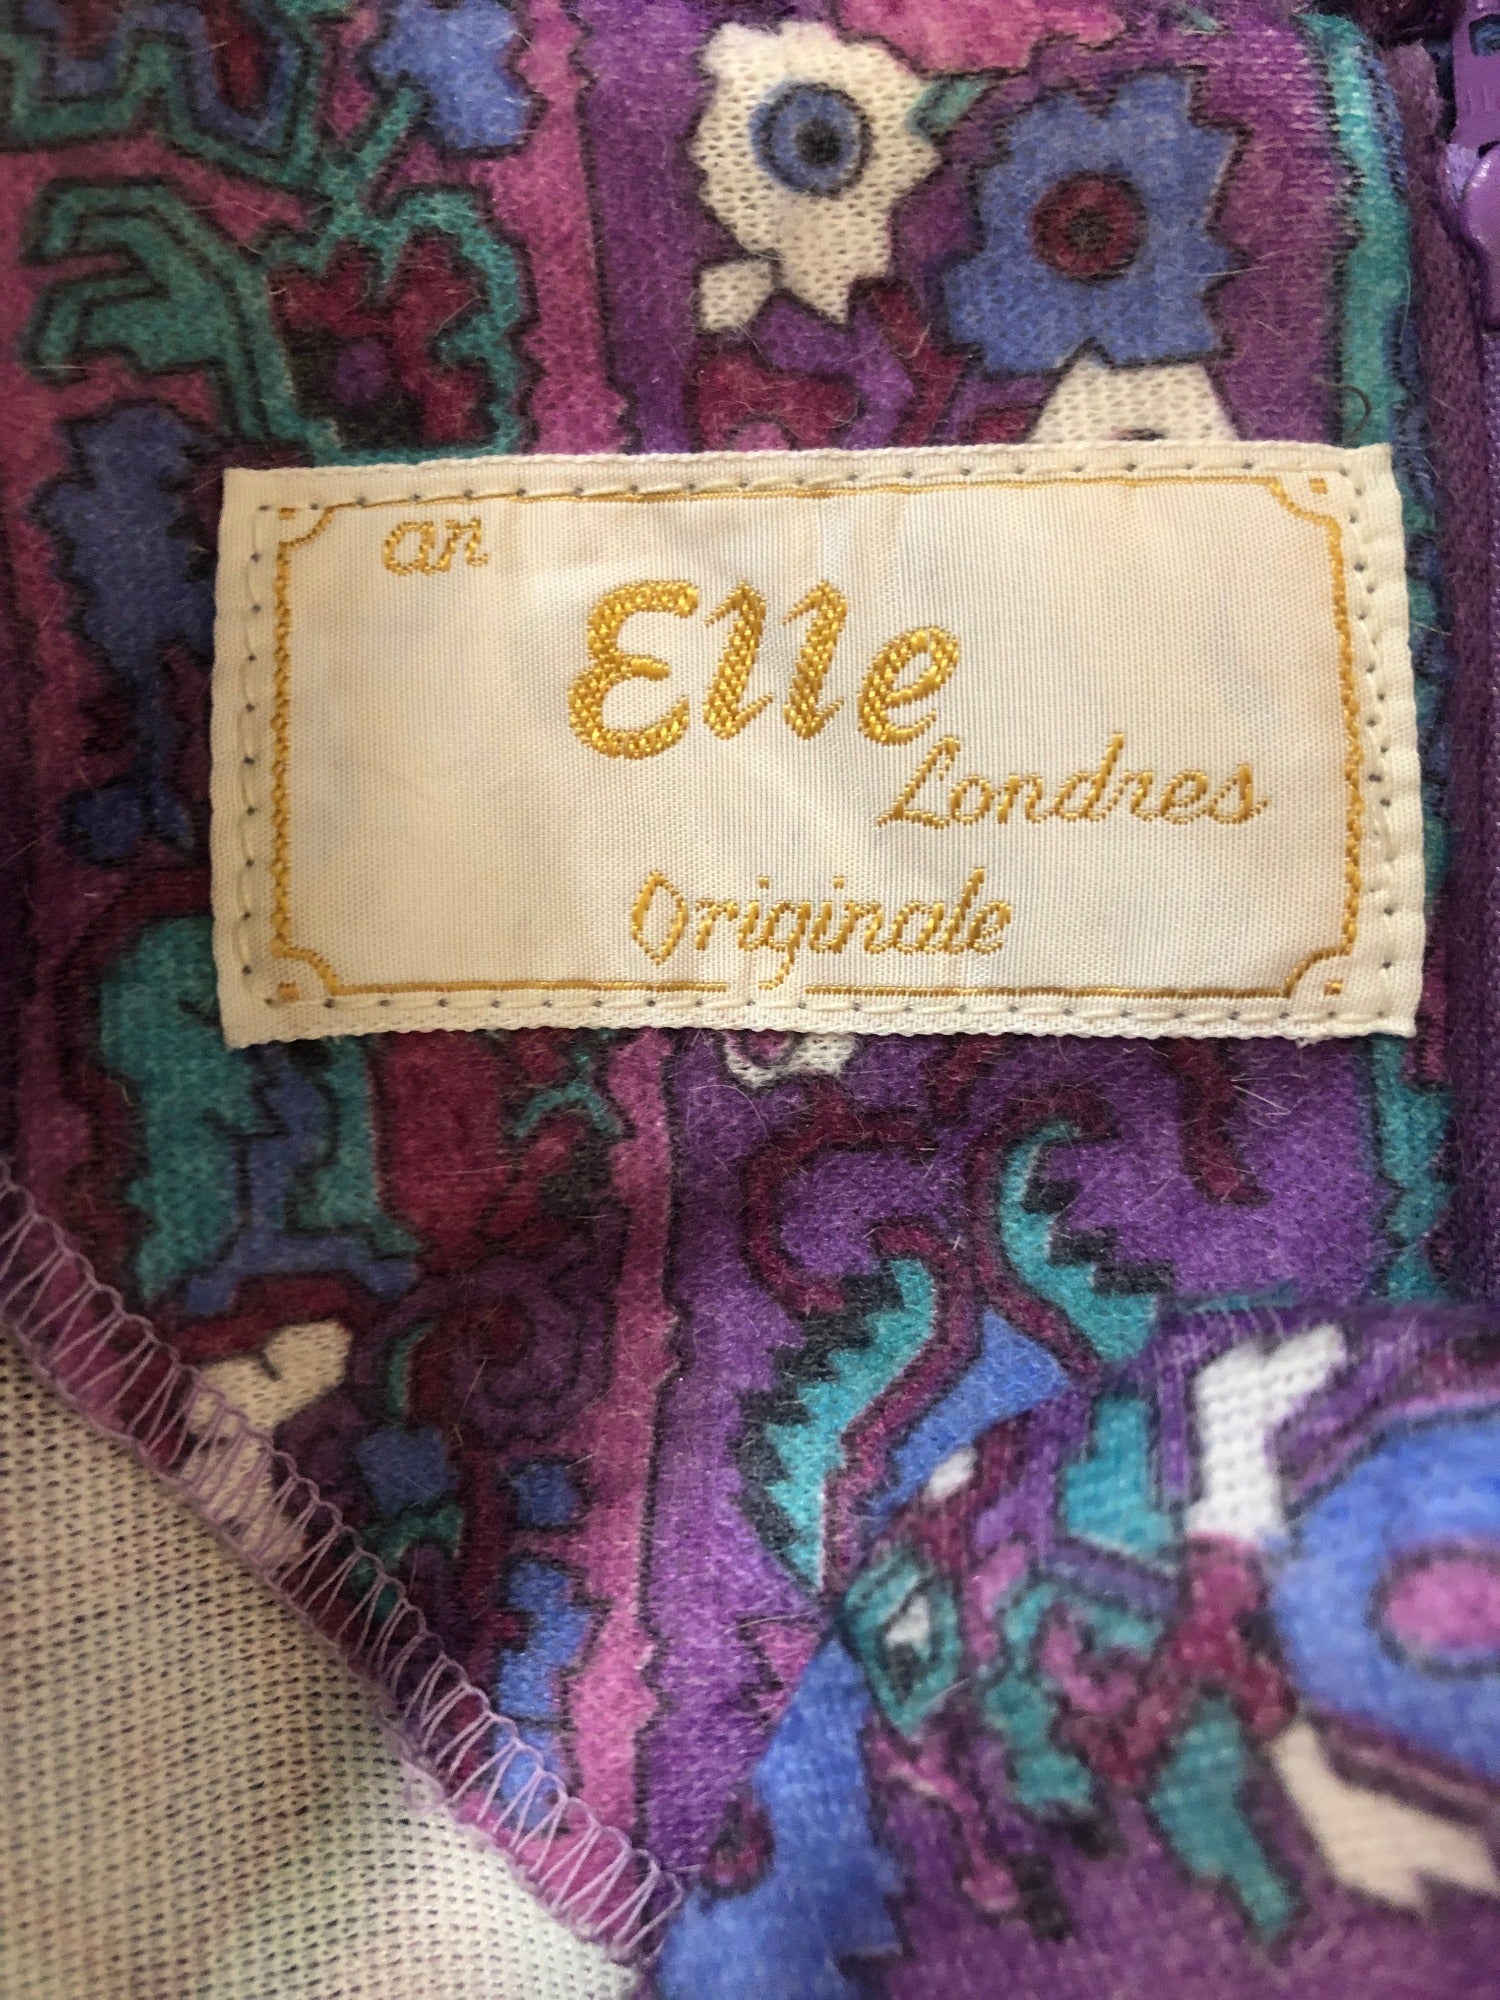 an
Elle
Londres
Originale